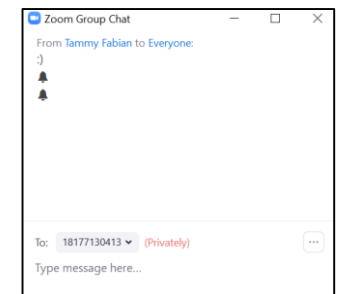 Zoom Group Chat
From Tammy Fabian to Everyone:
:)
🔔
🔔
To: 18177130413 (Privately)
...
Type message here...